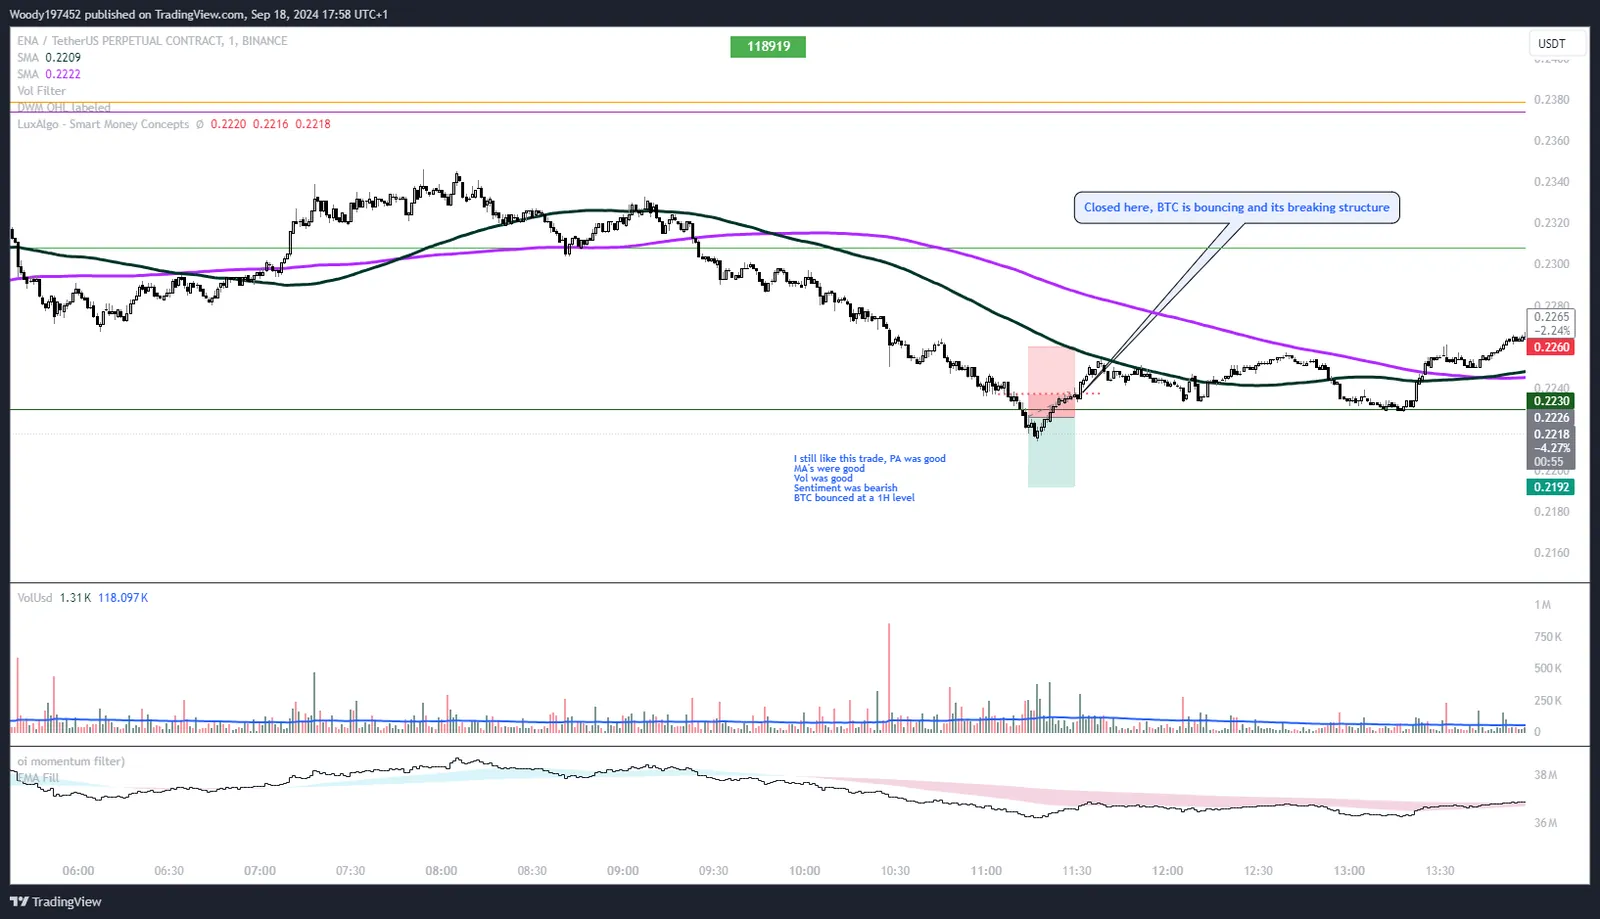 Woody197452 published on TradingView.com, Sep 18, 2024 17:58 UTC+1
ENA / TetherUS PERPETUAL CONTRACT, 1, BINANCE
118919
USDT
SMA 0.2209
SMA 0.2222
Vol Filter
DWM OHL labeled
LuxAlgo - Smart Money Concepts Ø 0.2220 0.2216 0.2218
0.2400
0.2380
0.2360
0.2340
0.2320
0.2300
0.2280
0.2265
−2.24%
0.2260
0.2240
0.2230
0.2226
0.2218
−4.27%
00:55
0.2200
0.2192
0.2180
0.2160
Closed here, BTC is bouncing and its breaking structure
I still like this trade, PA was good
MA's were good
Vol was good
Sentiment was bearish
BTC bounced at a 1H level
VolUsd 1.31K 118.097K
1M
750K
500K
250K
0
oi momentum filter)
EMA Fill
38M
36M
06:00 06:30 07:00 07:30 08:00 08:30 09:00 09:30 10:00 10:30 11:00 11:30 12:00 12:30 13:00 13:30
TradingView